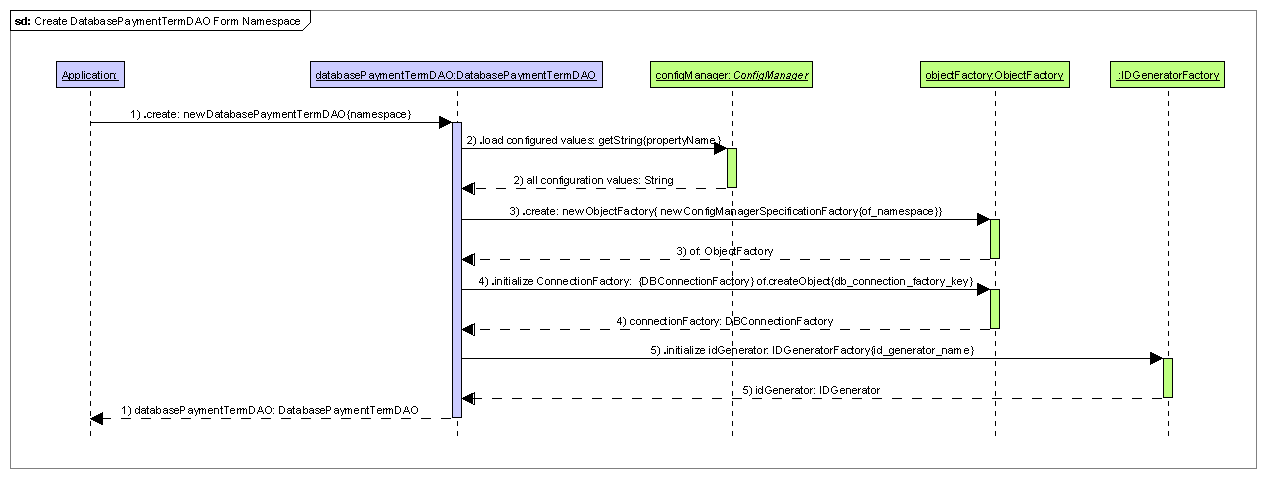 sd: Create DatabasePaymentTermDAO Form Namespace
Application:
databasePaymentTermDAO:DatabasePaymentTermDAO
configManager: ConfigManager
objectFactory:ObjectFactory
:IDGeneratorFactory
1) .create: newDatabasePaymentTermDAO{namespace}
2) .load configured values: getString{propertyName}
2) all configuration values: String
3) .create: newObjectFactory{ newConfigManagerSpecificationFactory{of_namespace}}
3) of: ObjectFactory
4) .initialize ConnectionFactory: {DBConnectionFactory} of.createObject{db_connection_factory_key}
4) connectionFactory: DBConnectionFactory
5) .initialize idGenerator: IDGeneratorFactory{id_generator_name}
5) idGenerator: IDGenerator
1) databasePaymentTermDAO: DatabasePaymentTermDAO